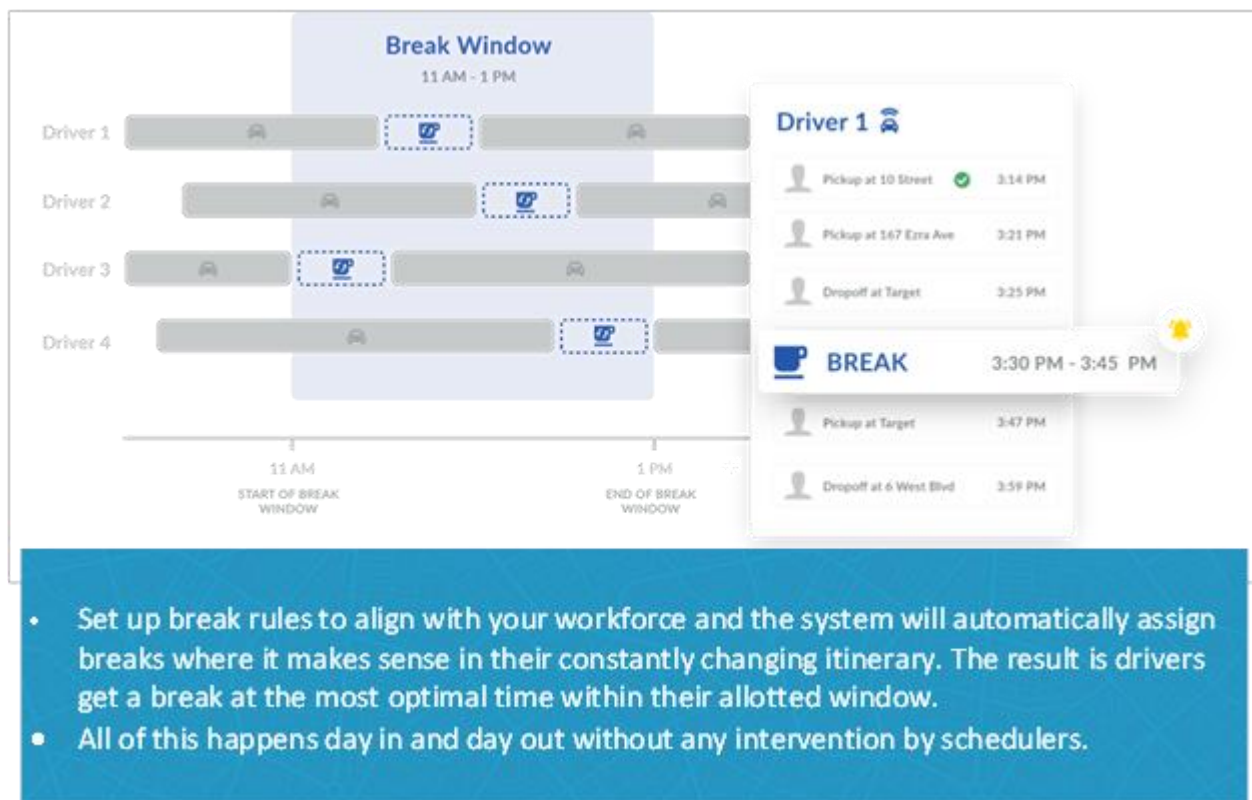 Break Window
11 AM - 1 PM
Driver 1
Driver 2
Driver 3
Driver 4
11 AM
START OF BREAK
WINDOW
1 PM
END OF BREAK
WINDOW
Driver 1
Pickup at 10 Street 3:14 PM
Pickup at 167 Ezra Ave 3:21 PM
Dropoff at Target 3:25 PM
BREAK 3:30 PM - 3:45 PM
Pickup at Target 3:47 PM
Dropoff at 6 West Blvd 3:59 PM
• Set up break rules to align with your workforce and the system will automatically assign
breaks where it makes sense in their constantly changing itinerary. The result is drivers
get a break at the most optimal time within their allotted window.
• All of this happens day in and day out without any intervention by schedulers.